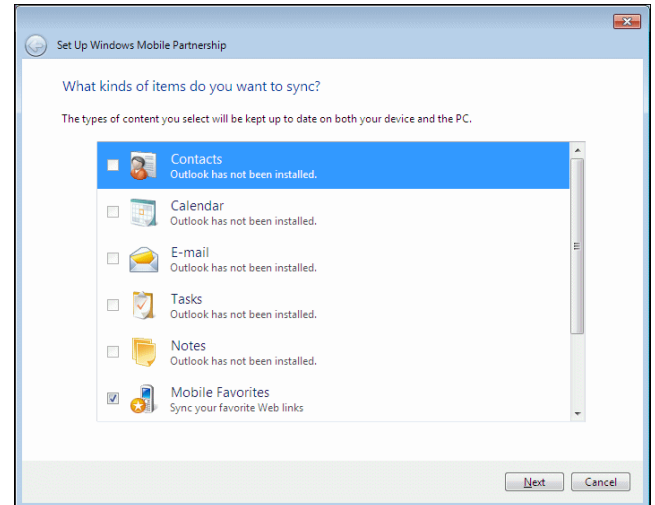 Set Up Windows Mobile Partnership
What kinds of items do you want to sync?
The types of content you select will be kept up to date on both your device and the PC.
Contacts
Outlook has not been installed.
Calendar
Outlook has not been installed.
E-mail
Outlook has not been installed.
Tasks
Outlook has not been installed.
Notes
Outlook has not been installed.
Mobile Favorites
Sync your favorite Web links
Next Cancel